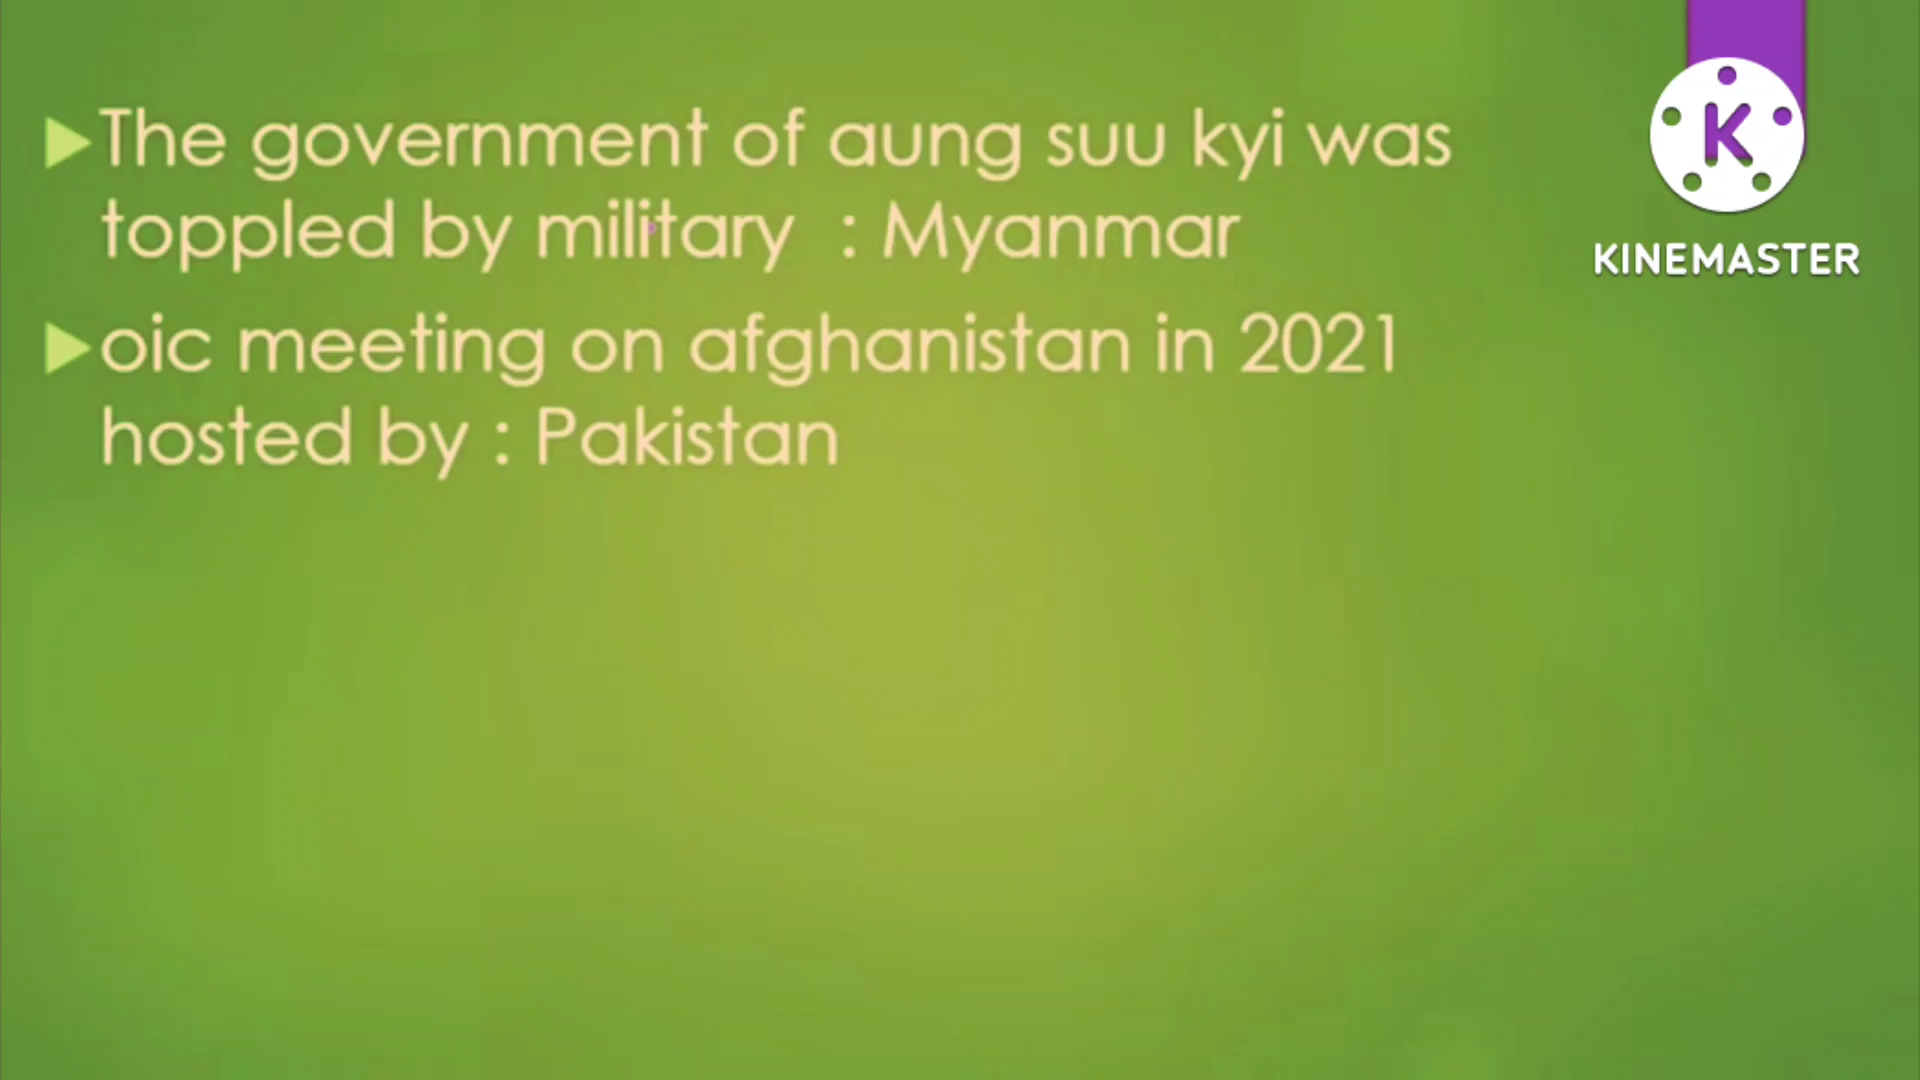 The government of aung suu kyi was
toppled by military : Myanmar
oic meeting on afghanistan in 2021
hosted by : Pakistan
K
KINEMASTER